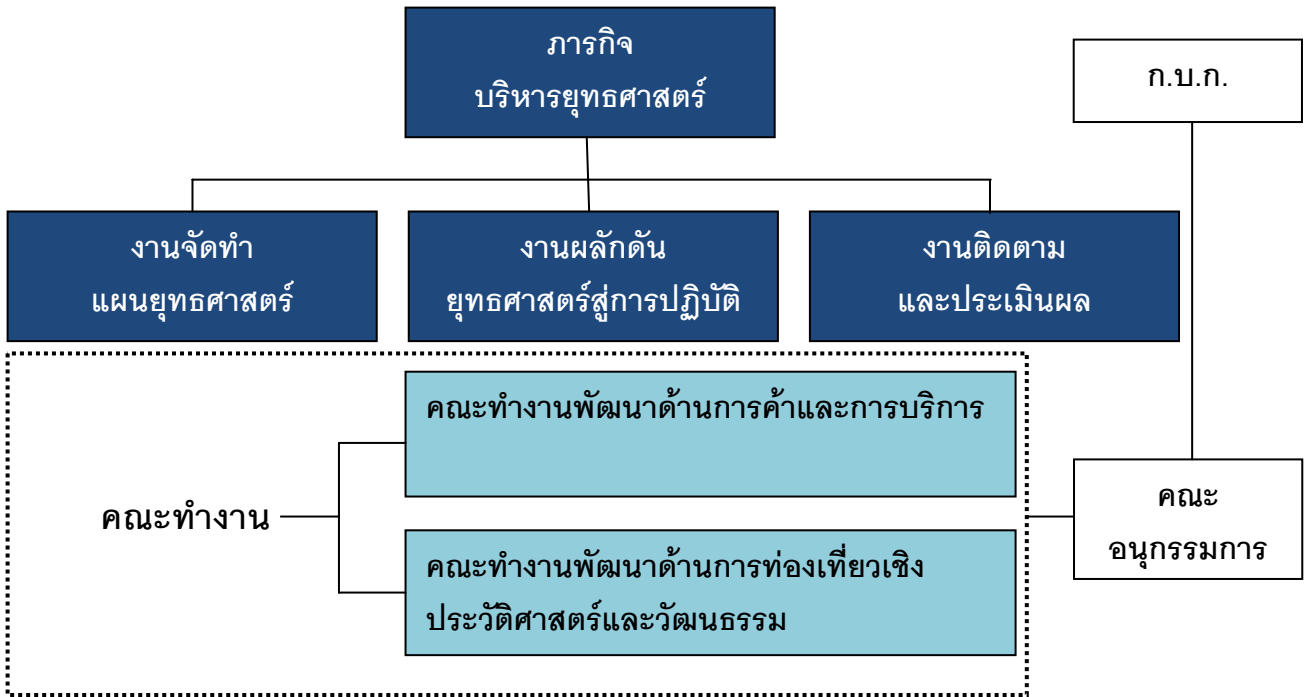 ภารกิจ
บริหารยุทธศาสตร์
ก.บ.ก.
งานจัดทำ
แผนยุทธศาสตร์
งานผลักดัน
ยุทธศาสตร์สู่การปฏิบัติ
งานติดตาม
และประเมินผล
คณะทำงาน
คณะทำงานพัฒนาด้านการค้าและการบริการ
คณะทำงานพัฒนาด้านการท่องเที่ยวเชิง
ประวัติศาสตร์และวัฒนธรรม
คณะ
อนุกรรมการ